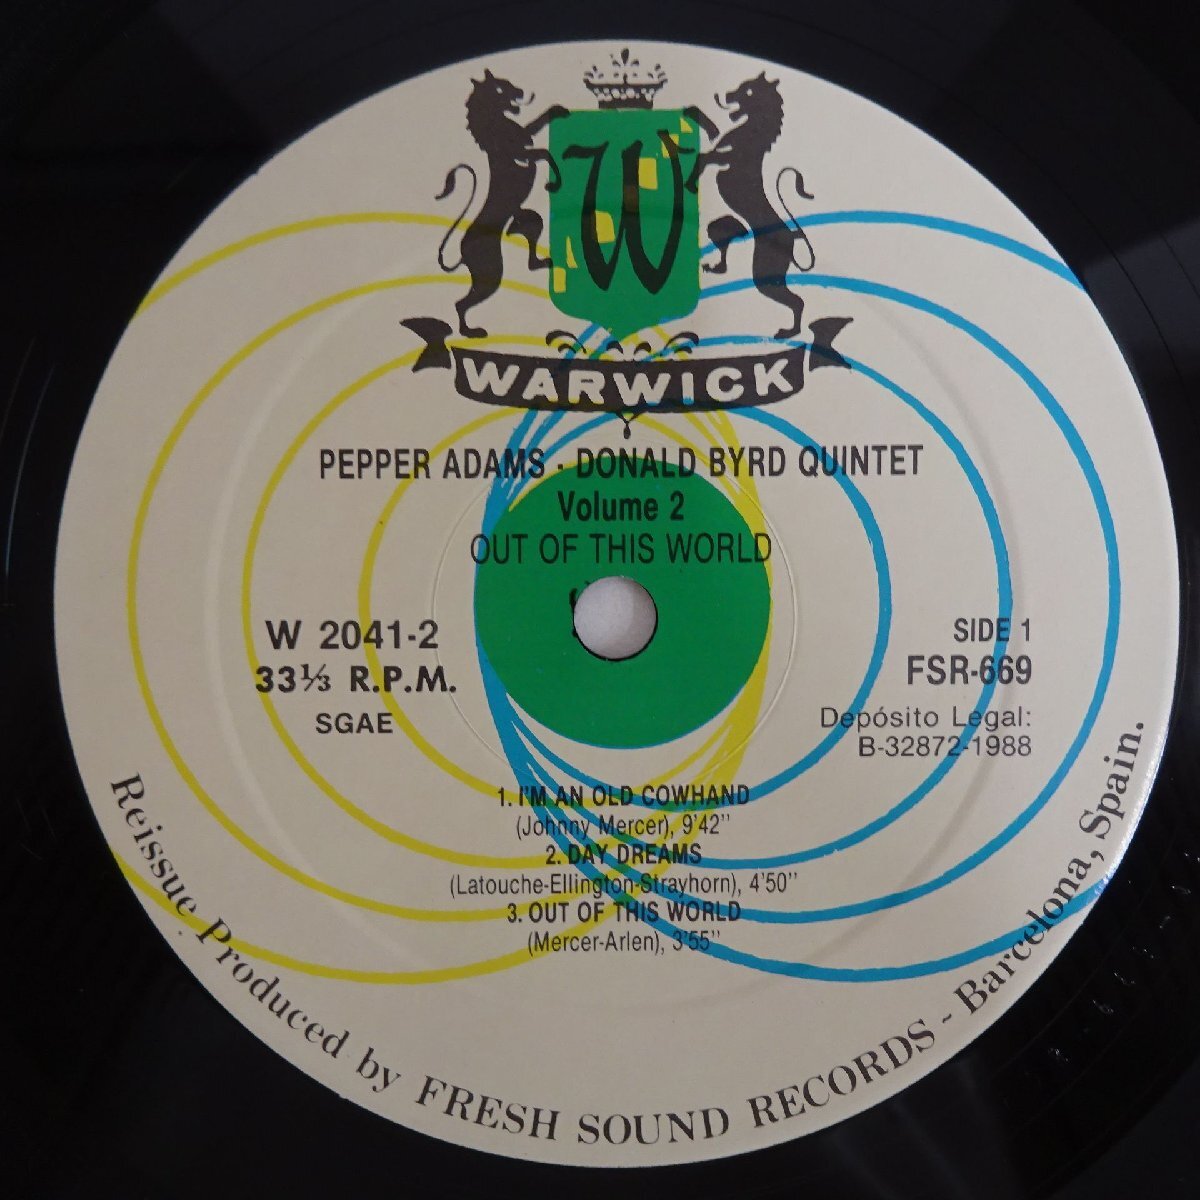 W
WARWICK
PEPPER ADAMS · DONALD BYRD QUINTET
Volume 2
OUT OF THIS WORLD
W 2041-2
33⅓ R.P.M.
SGAE
SIDE 1
FSR-669
Depósito Legal:
B-32872-1988
1. I'M AN OLD COWHAND
(Johnny Mercer), 9'42"
2. DAY DREAMS
(Latouche-Ellington-Strayhorn), 4'50"
3. OUT OF THIS WORLD
(Mercer-Arlen), 3'55"
Reissue Produced by FRESH SOUND RECORDS - Barcelona, Spain.